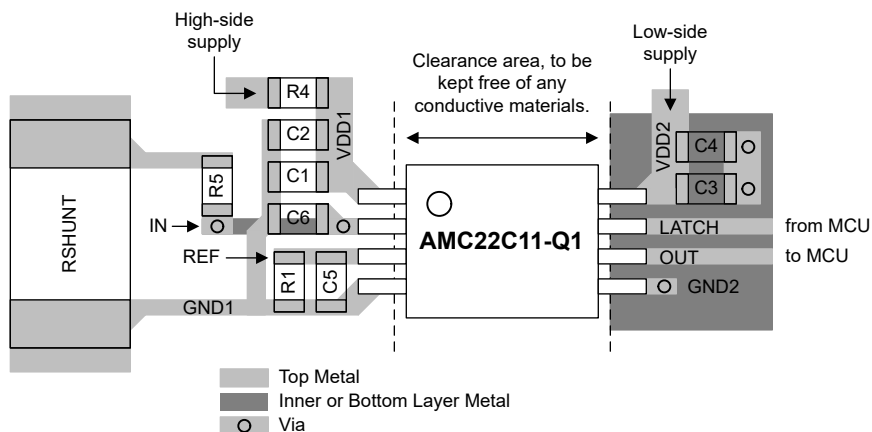 High-side
supply
Low-side
supply
Clearance area, to be
kept free of any
conductive materials.
R4
C2
VDD1
C1
R5
C6
IN
REF
R1
C5
GND1
RSHUNT
AMC22C11-Q1
VDD2
C4
C3
LATCH
from MCU
OUT
to MCU
GND2
Top Metal
Inner or Bottom Layer Metal
Via